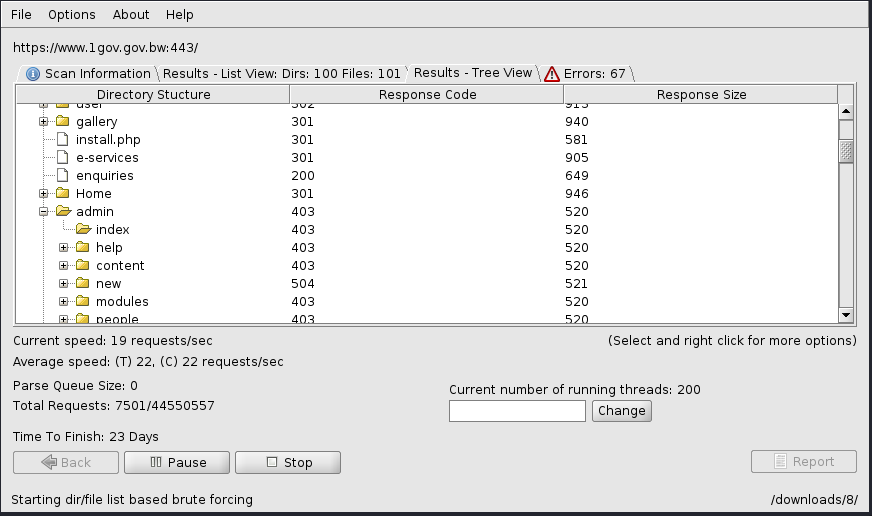 File Options About Help
https://www.1gov.gov.bw:443/
Scan Information Results - List View: Dirs: 100 Files: 101 Results - Tree View Errors: 67
Directory Stucture Response Code Response Size
user 302 913
gallery 301 940
install.php 301 581
e-services 301 905
enquiries 200 649
Home 301 946
admin 403 520
index 403 520
help 403 520
content 403 520
new 504 521
modules 403 520
people 403 520
Current speed: 19 requests/sec (Select and right click for more options)
Average speed: (T) 22, (C) 22 requests/sec
Parse Queue Size: 0
Current number of running threads: 200
Total Requests: 7501/44550557
Change
Time To Finish: 23 Days
Back Pause Stop Report
Starting dir/file list based brute forcing /downloads/8/